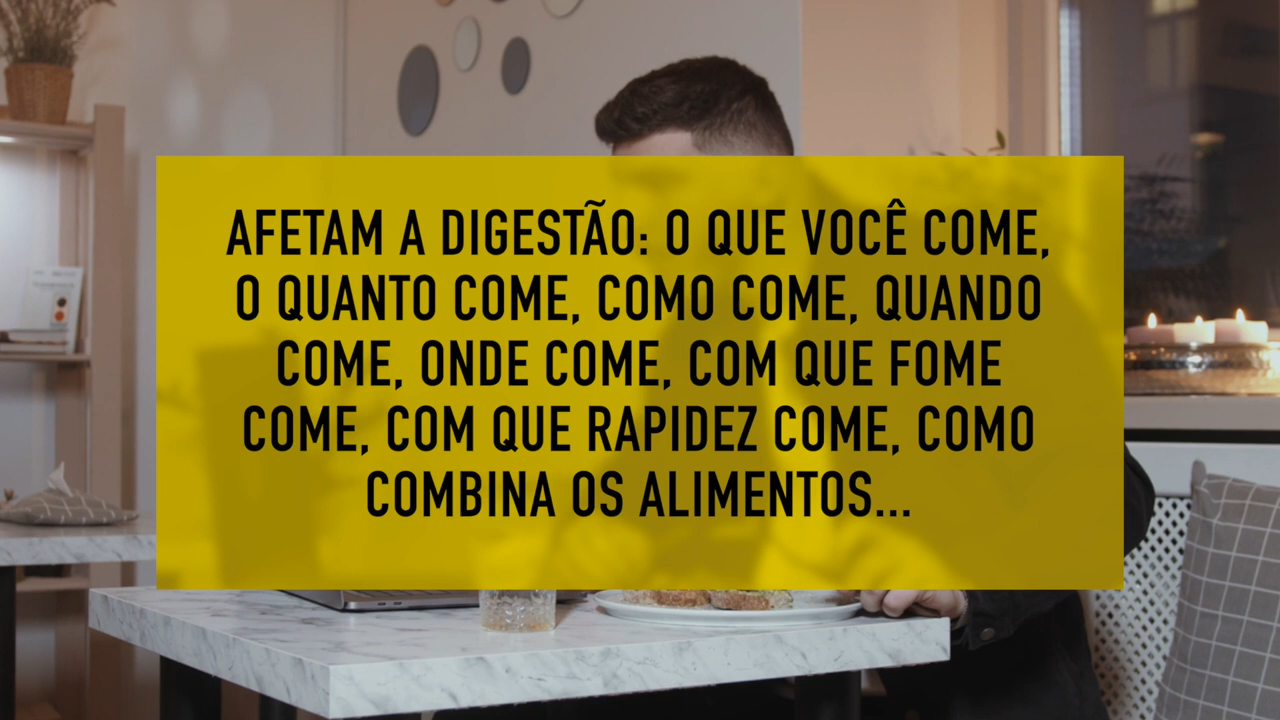 AFETAM A DIGESTÃO: O QUE VOCÊ COME,
O QUANTO COME, COMO COME, QUANDO
COME, ONDE COME, COM QUE FOME
COME, COM QUE RAPIDEZ COME, COMO
COMBINA OS ALIMENTOS...